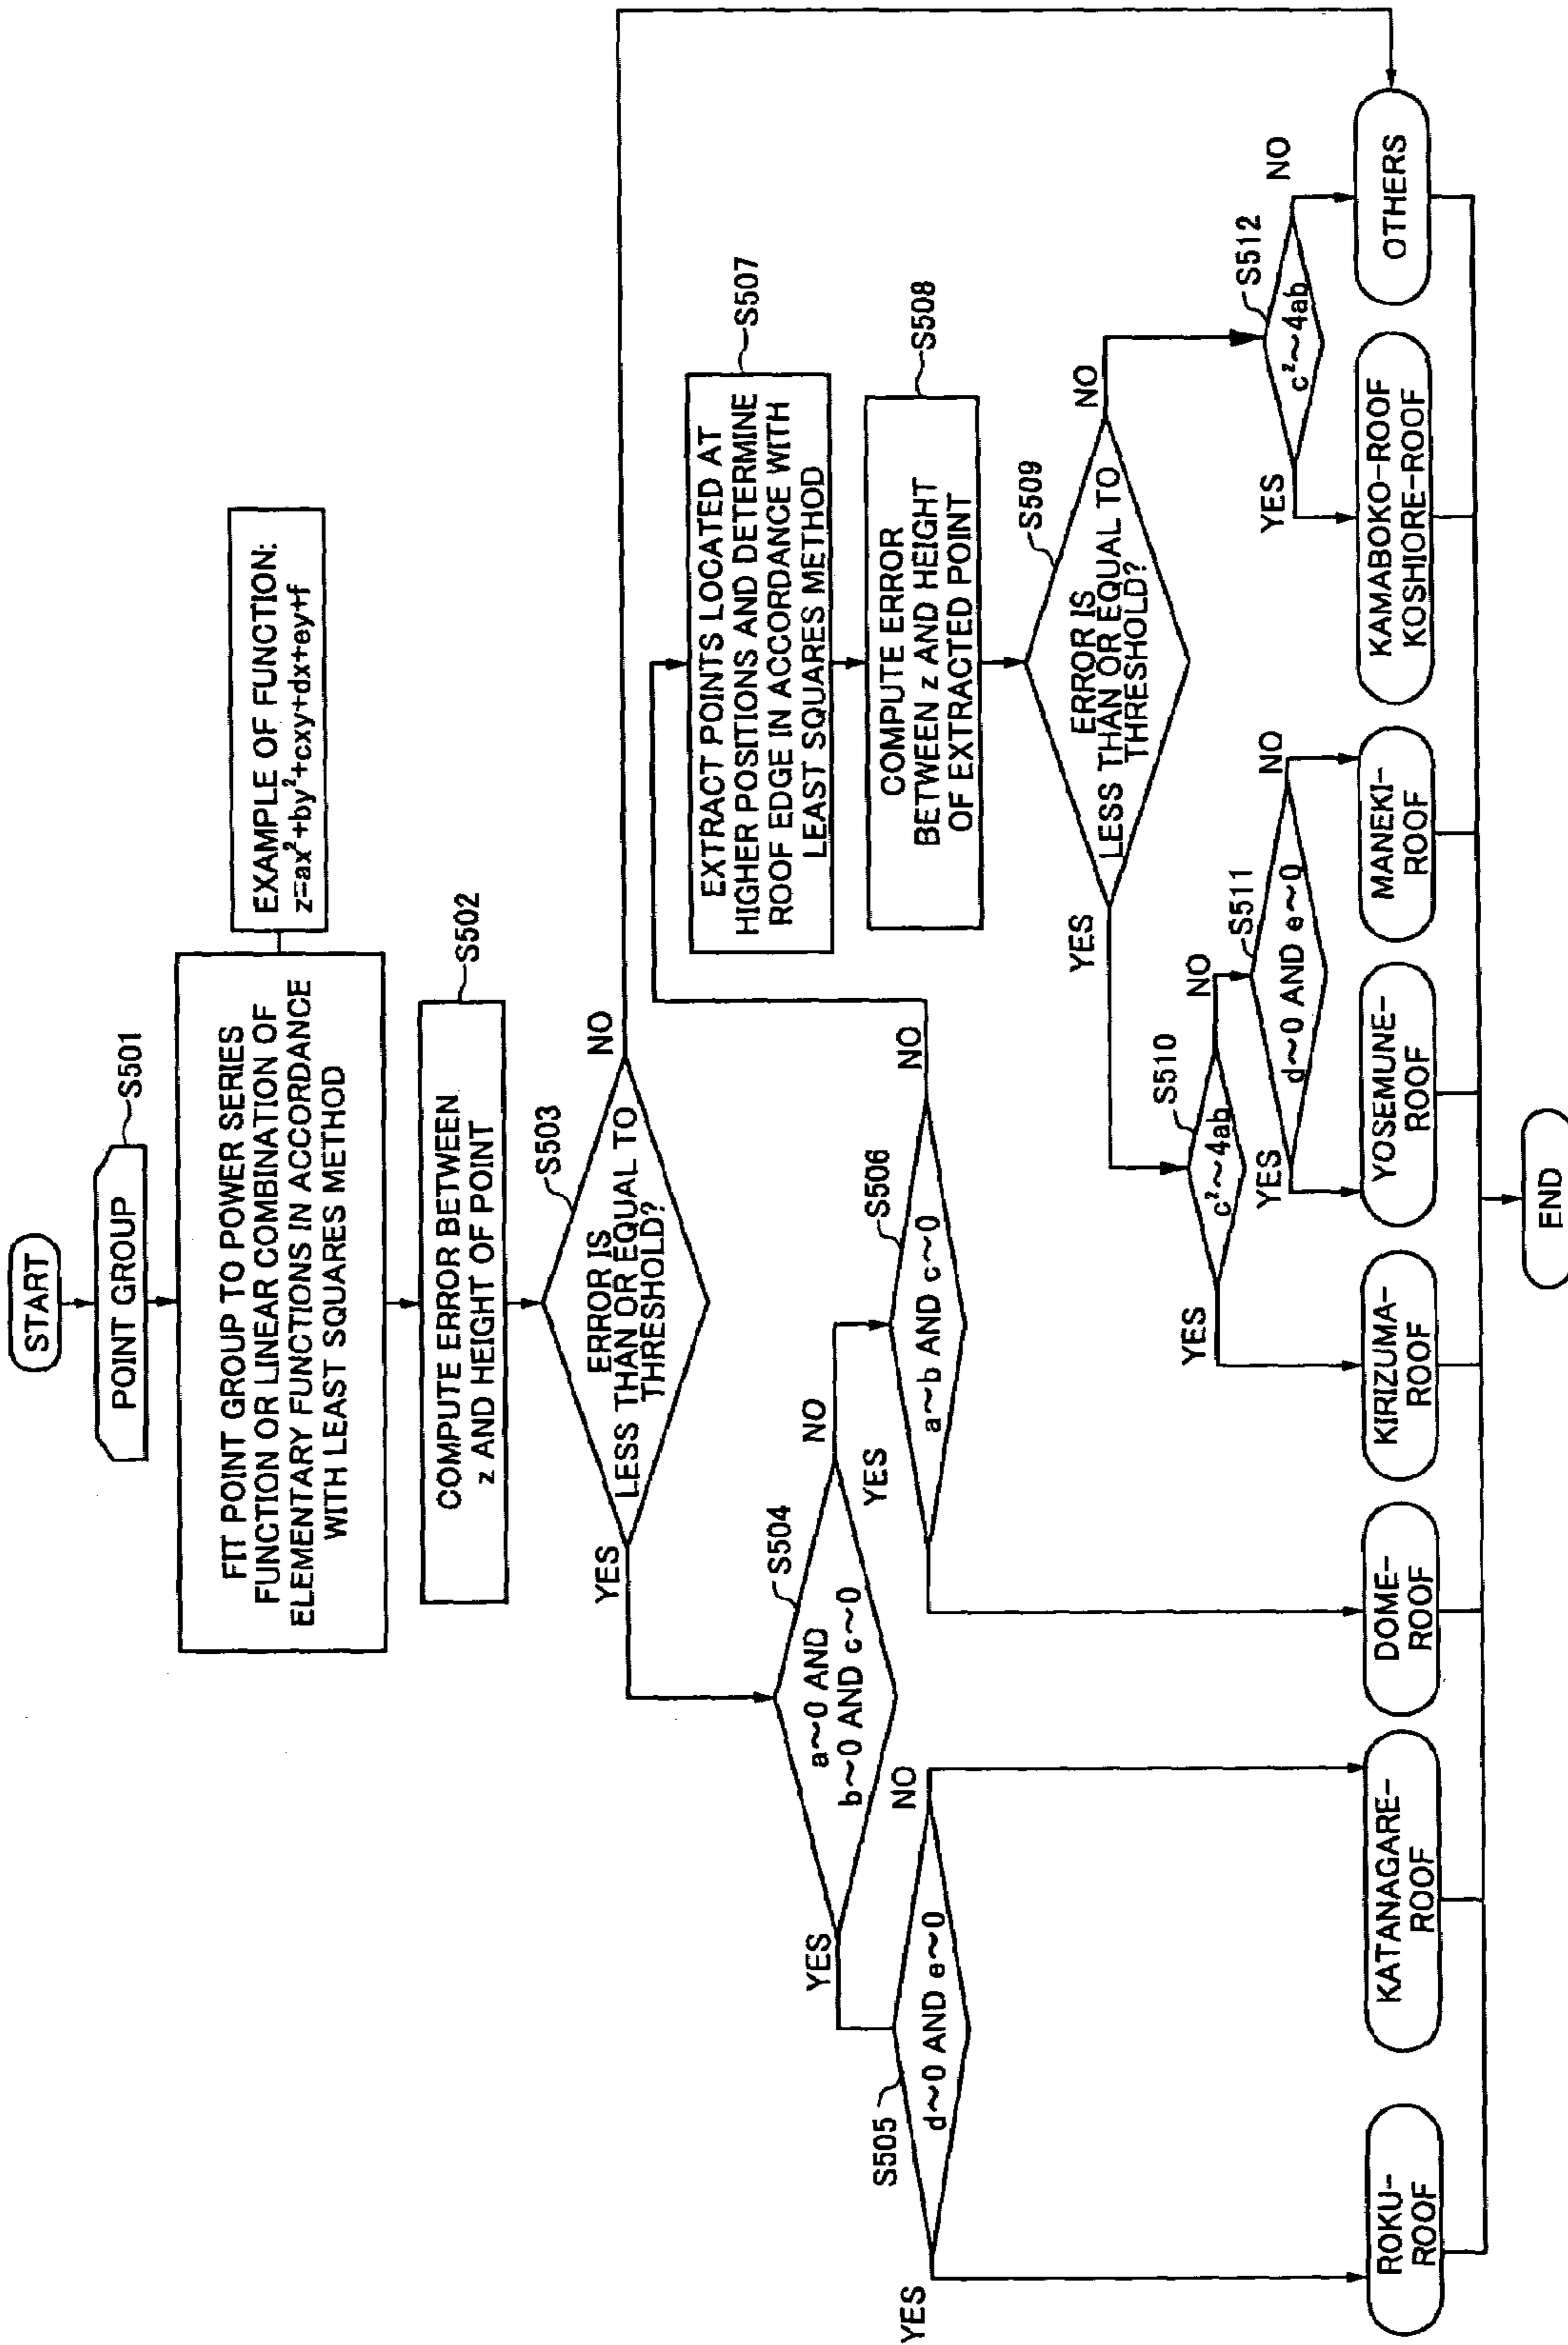 START
POINT GROUP
S501
FIT POINT GROUP TO POWER SERIES
FUNCTION OR LINEAR COMBINATION OF
ELEMENTARY FUNCTIONS IN ACCORDANCE
WITH LEAST SQUARES METHOD
EXAMPLE OF FUNCTION:
z=ax²+by²+cxy+dx+ey+f
COMPUTE ERROR BETWEEN
z AND HEIGHT OF POINT
S502
ERROR IS
LESS THAN OR EQUAL TO
THRESHOLD?
S503
YES
NO
a~0 AND
b~0 AND c~0
S504
YES
NO
d~0 AND e~0
S505
YES
NO
a~b AND c~0
S506
YES
NO
EXTRACT POINTS LOCATED AT
HIGHER POSITIONS AND DETERMINE
ROOF EDGE IN ACCORDANCE WITH
LEAST SQUARES METHOD
S507
COMPUTE ERROR
BETWEEN z AND HEIGHT
OF EXTRACTED POINT
S508
ERROR IS
LESS THAN OR EQUAL TO
THRESHOLD?
S509
YES
NO
c²~4ab
S510
YES
NO
d~0 AND e~0
S511
YES
NO
c²~4ab
S512
YES
NO
ROKU-
ROOF
KATANAGARE-
ROOF
DOME-
ROOF
KIRIZUMA-
ROOF
YOSEMUNE-
ROOF
MANEKI-
ROOF
KAMABOKO-ROOF
KOSHIORE-ROOF
OTHERS
END